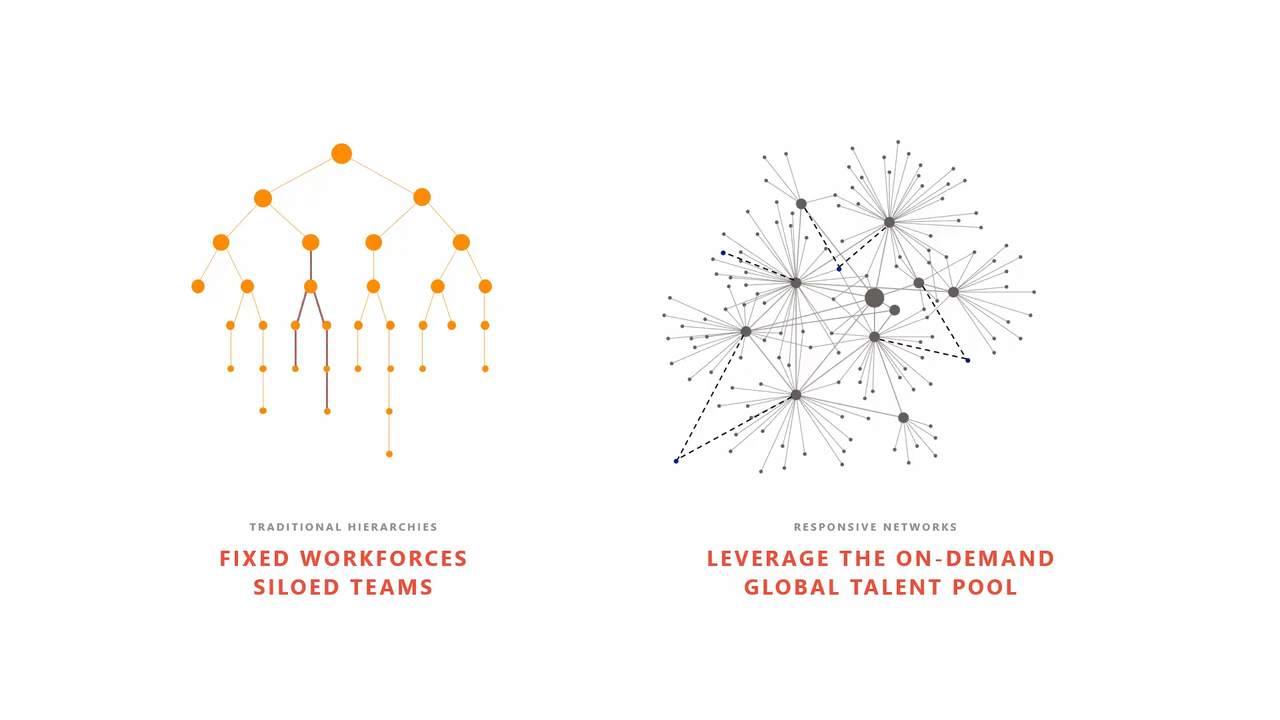 TRADITIONAL HIERARCHIES
FIXED WORKFORCES
SILOED TEAMS
RESPONSIVE NETWORKS
LEVERAGE THE ON-DEMAND
GLOBAL TALENT POOL